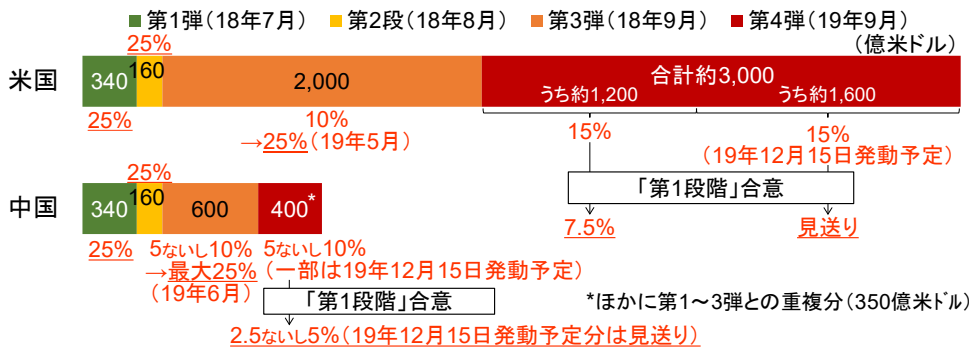 第1弾(18年7月) 第2段(18年8月) 第3弾(18年9月) 第4弾(19年9月)
(億米ドル)
25%
米国 340 160 2,000 合計約3,000
うち約1,200 うち約1,600
25% 10% 15% 15%
→25%(19年5月) (19年12月15日発動予定)
「第1段階」合意
7.5% 見送り
25%
中国 340 160 600 400*
25% 5ないし10% 5ないし10%
→最大25% (一部は19年12月15日発動予定)
(19年6月)
「第1段階」合意
*ほかに第1~3弾との重複分(350億米ドル)
2.5ないし5%(19年12月15日発動予定分は見送り)